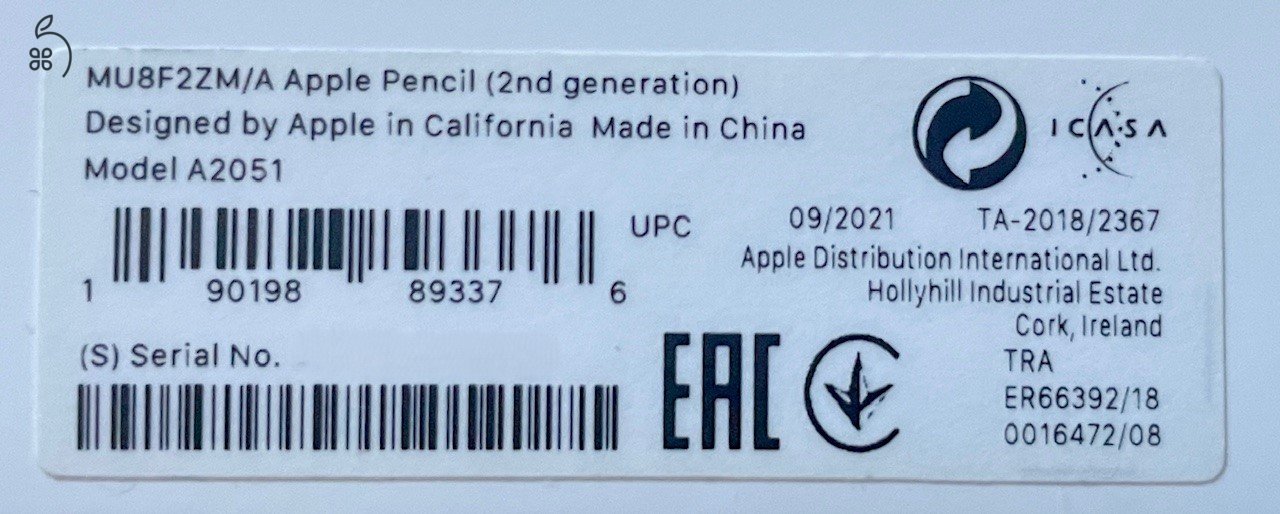 MU8F2ZM/A Apple Pencil (2nd generation)
Designed by Apple in California Made in China
Model A2051
UPC
1 90198 89337 6
(S) Serial No.
ICASA
09/2021 TA-2018/2367
Apple Distribution International Ltd.
Hollyhill Industrial Estate
Cork, Ireland
EAC
TRA
ER66392/18
0016472/08